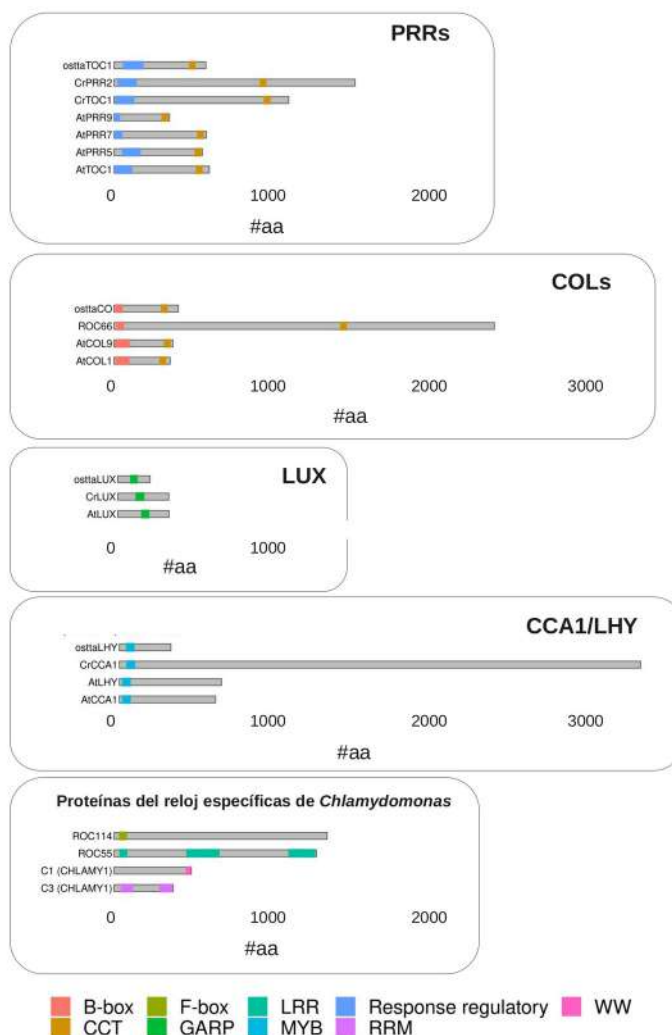 PRRs
osttaTOC1
CrPRR2
CrTOC1
AtPRR9
AtPRR7
AtPRR5
AtTOC1
0 1000 2000
#aa
COLs
osttaCO
ROC66
AtCOL9
AtCOL1
0 1000 2000 3000
#aa
LUX
osttaLUX
CrLUX
AtLUX
0 1000
#aa
CCA1/LHY
osttaLHY
CrCCA1
AtLHY
AtCCA1
0 1000 2000 3000
#aa
Proteínas del reloj específicas de Chlamydomonas
ROC114
ROC55
C1 (CHLAMY1)
C3 (CHLAMY1)
0 1000 2000
#aa
B-box F-box LRR Response regulatory WW
CCT GARP MYB RRM